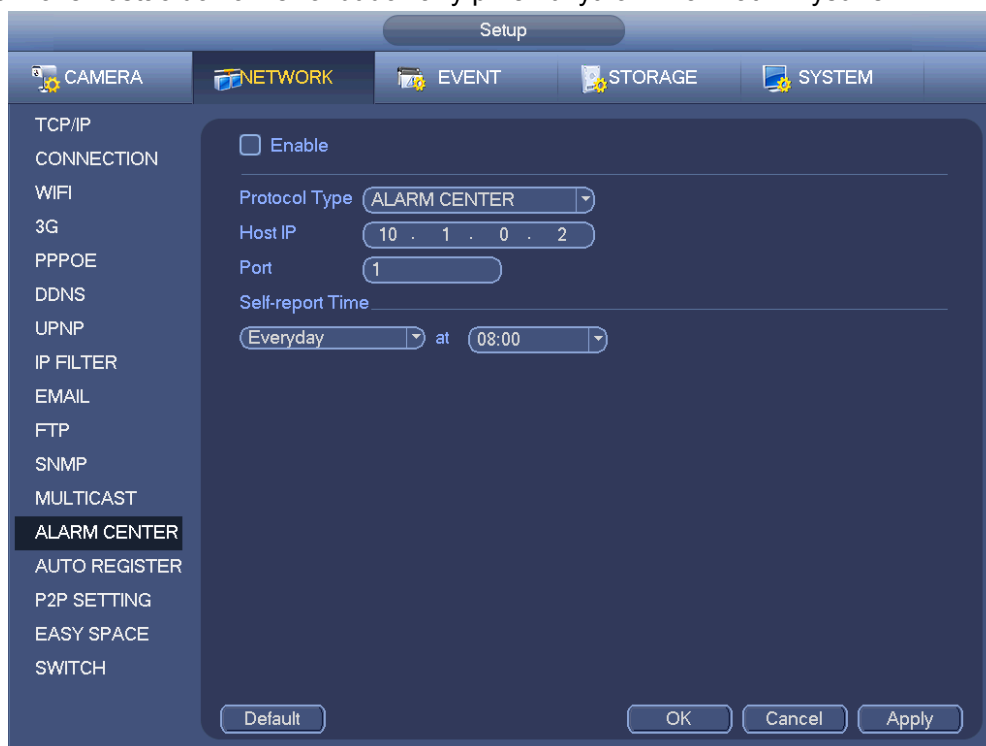 Setup
CAMERA NETWORK EVENT STORAGE SYSTEM
TCP/IP
CONNECTION
WIFI
3G
PPPOE
DDNS
UPNP
IP FILTER
EMAIL
FTP
SNMP
MULTICAST
ALARM CENTER
AUTO REGISTER
P2P SETTING
EASY SPACE
SWITCH
Enable
Protocol Type ALARM CENTER
Host IP 10 . 1 . 0 . 2
Port 1
Self-report Time
Everyday at 08:00
Default OK Cancel Apply